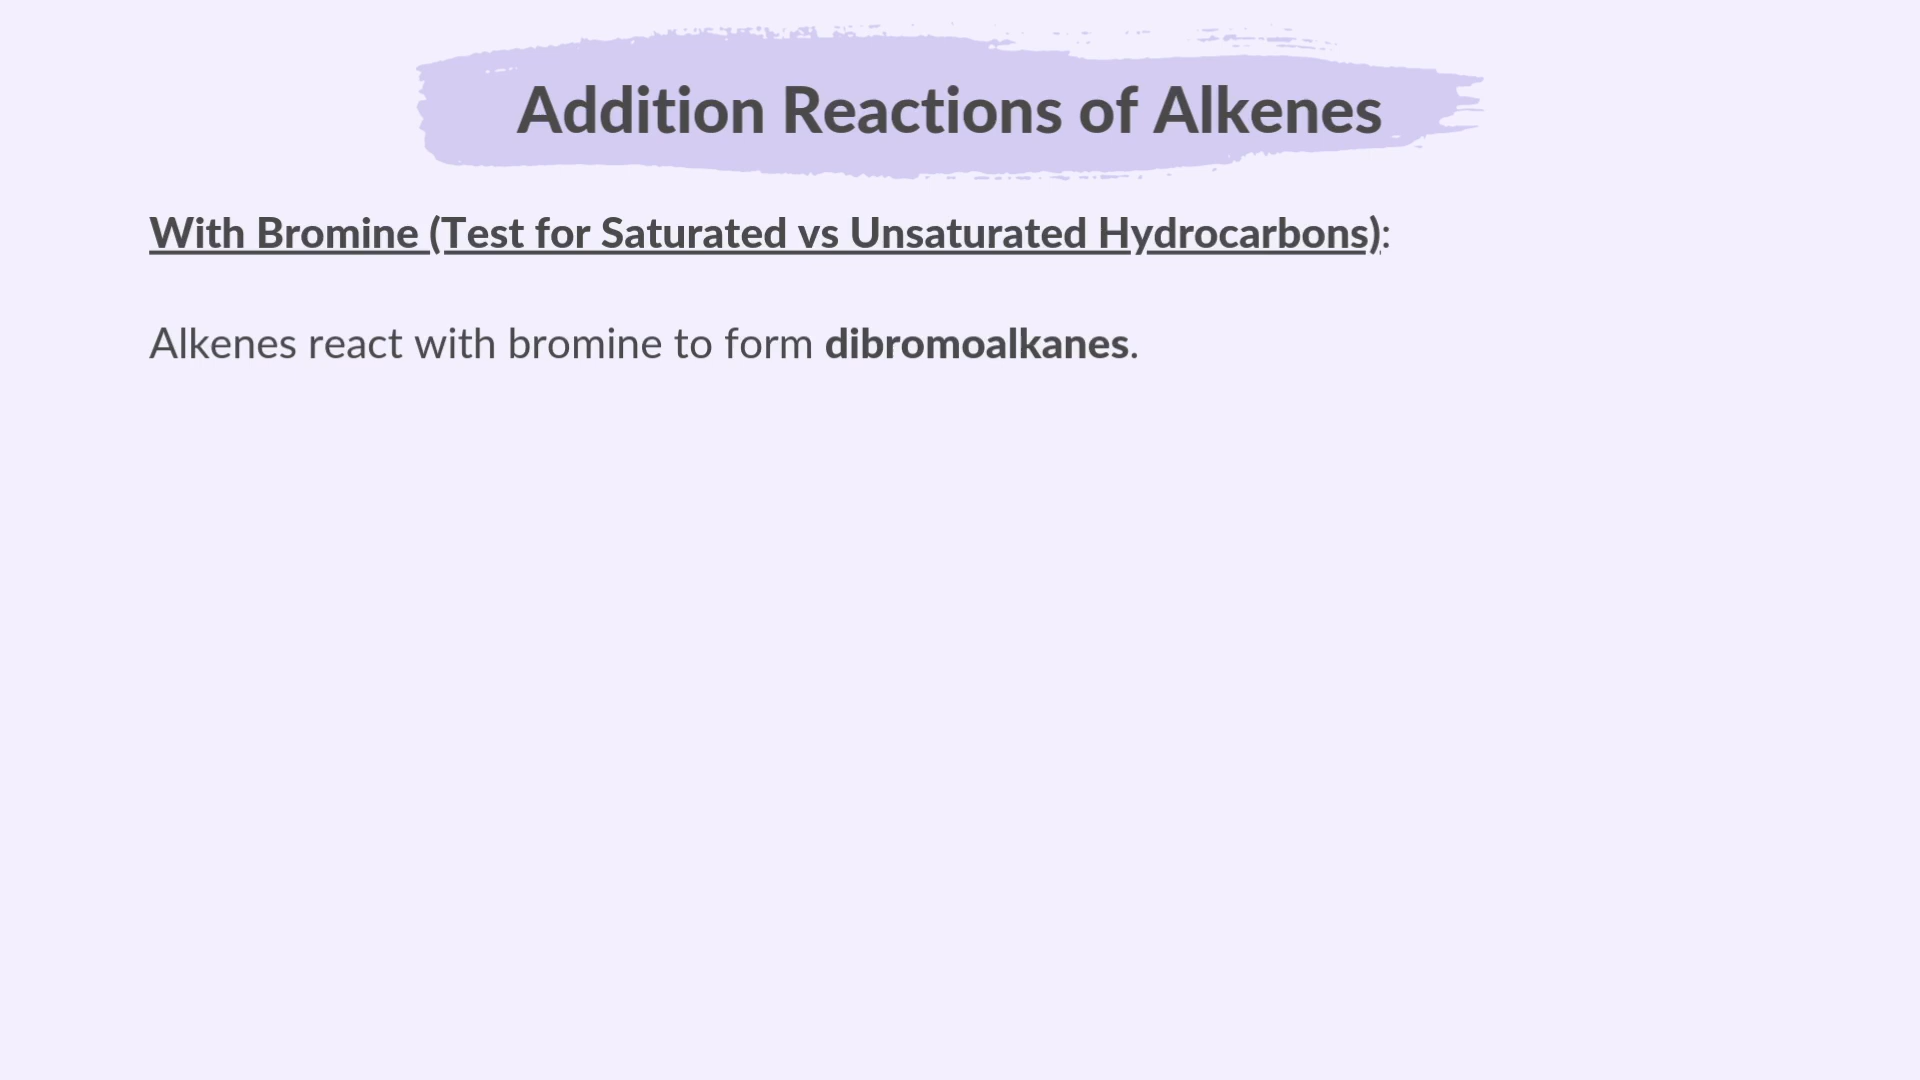 Addition Reactions of Alkenes
With Bromine (Test for Saturated vs Unsaturated Hydrocarbons):
Alkenes react with bromine to form dibromoalkanes.